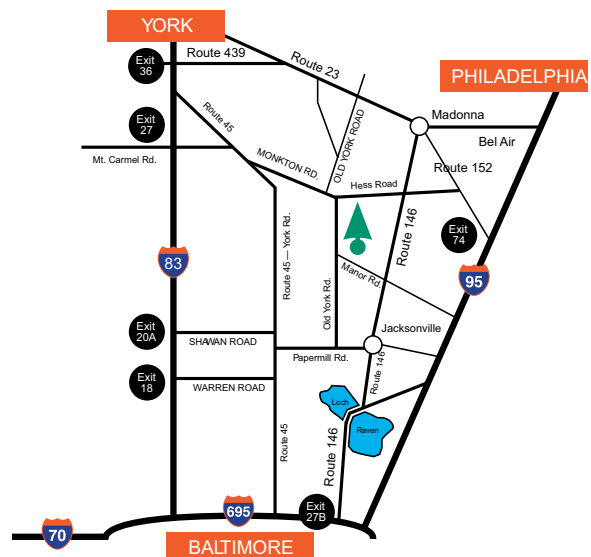 YORK
Route 439
Route 23
Exit
36
PHILADELPHIA
Exit
27
Route 45
OLD YORK ROAD
Madonna
Bel Air
Mt. Carmel Rd.
MONKTON RD.
Route 152
Hess Road
Exit
74
Route 146
Route 45 — York Rd.
83
Manor Rd.
95
Old York Rd.
Exit
20A
SHAWAN ROAD
Jacksonville
Papermill Rd.
Exit
18
WARREN ROAD
Route 146
Loch
Raven
Route 45
Route 146
695
Exit
27B
70
BALTIMORE